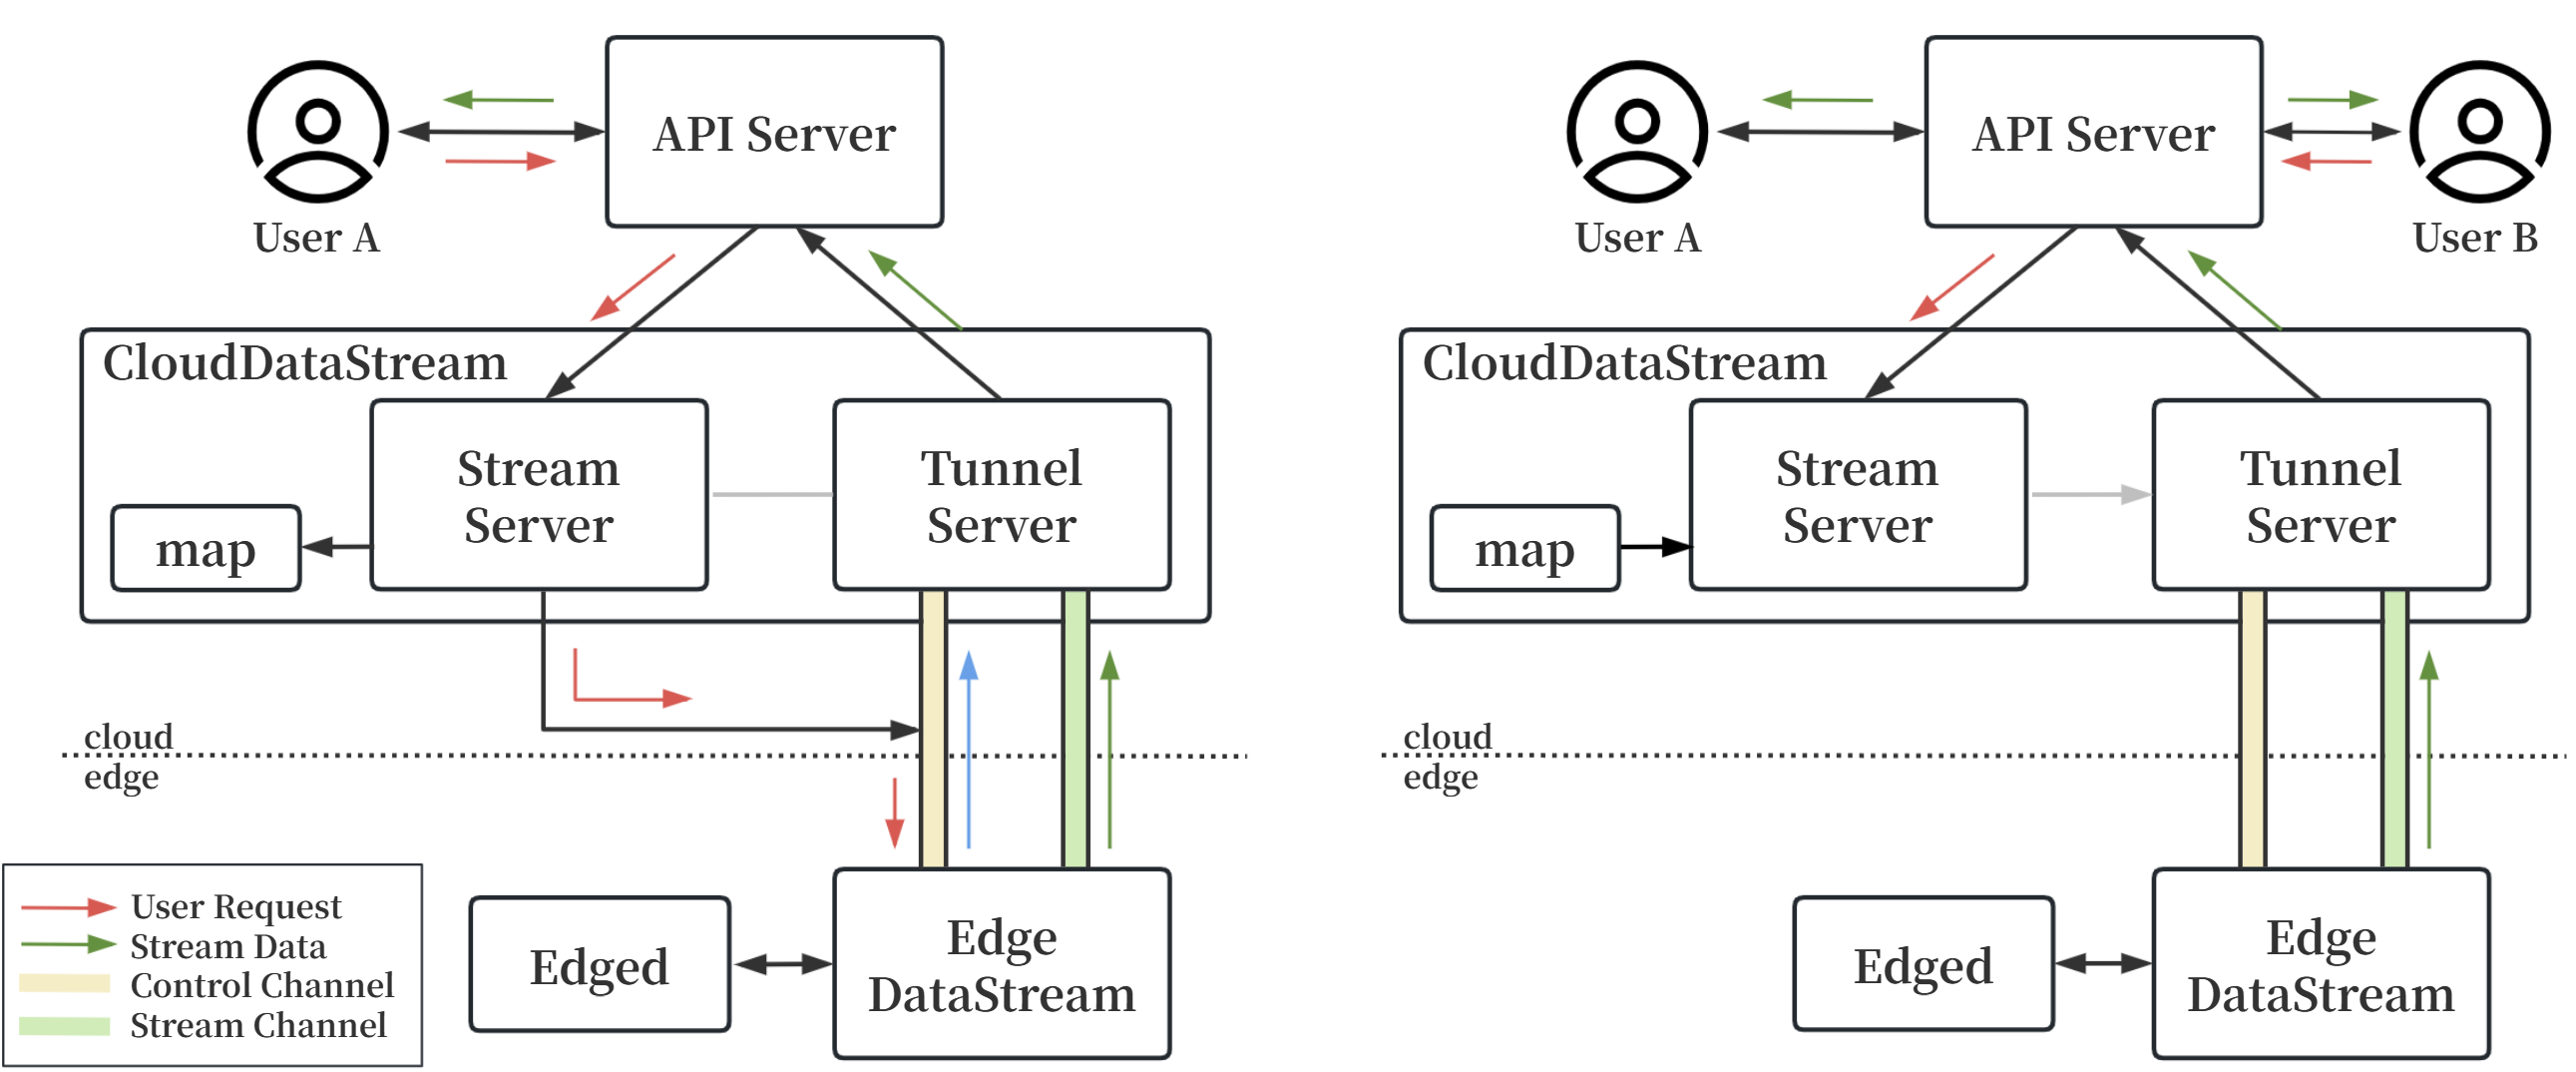 API Server
User A
CloudDataStream
Stream
Server
Tunnel
Server
map
cloud
edge
Edged
Edge
DataStream
User Request
Stream Data
Control Channel
Stream Channel
API Server
User A
User B
CloudDataStream
Stream
Server
Tunnel
Server
map
cloud
edge
Edged
Edge
DataStream